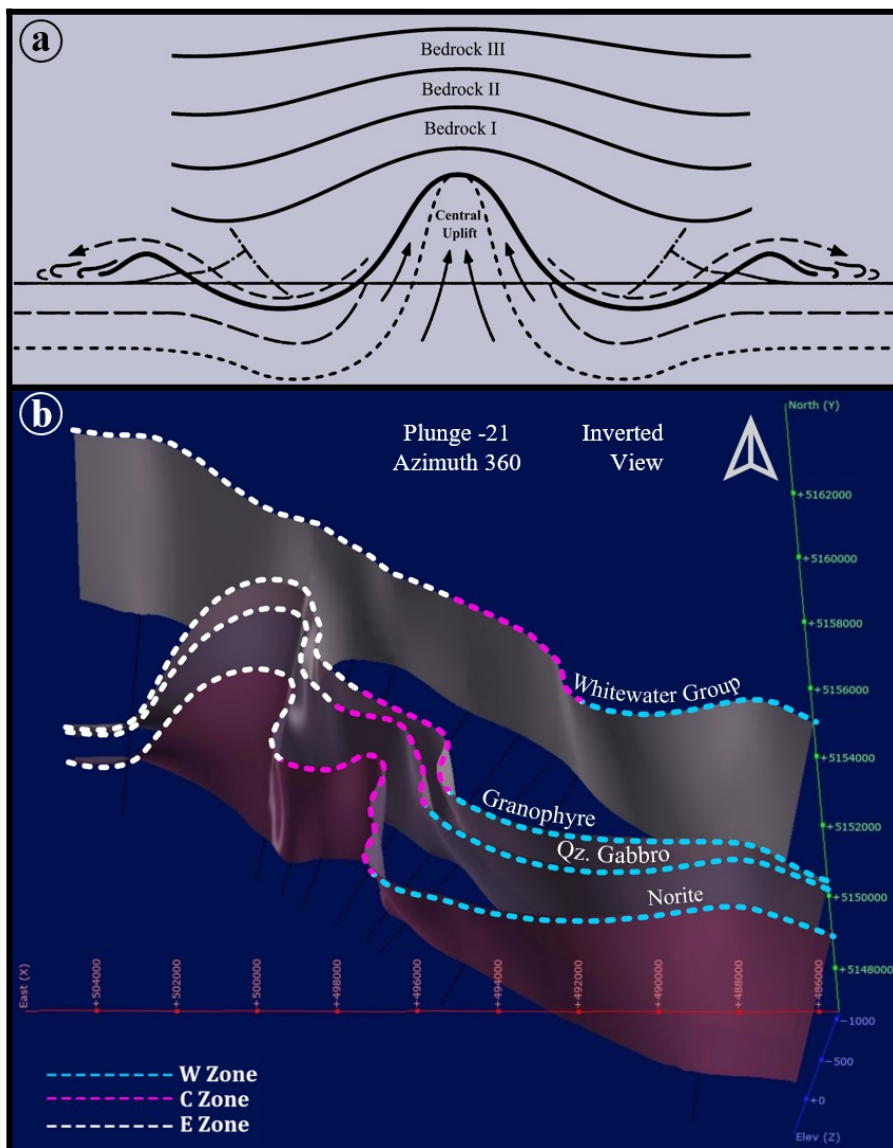 a
Bedrock III
Bedrock II
Bedrock I
Central
Uplift
b
Plunge -21
Azimuth 360
Inverted
View
North (Y)
+5162000
+5160000
+5158000
+5156000
+5154000
+5152000
+5150000
+5148000
Whitewater Group
Granophyre
Qz. Gabbro
Norite
East (X)
+504000
+502000
+500000
+498000
+496000
+494000
+492000
+490000
+488000
+486000
-1000
-500
+0
Elev (Z)
W Zone
C Zone
E Zone